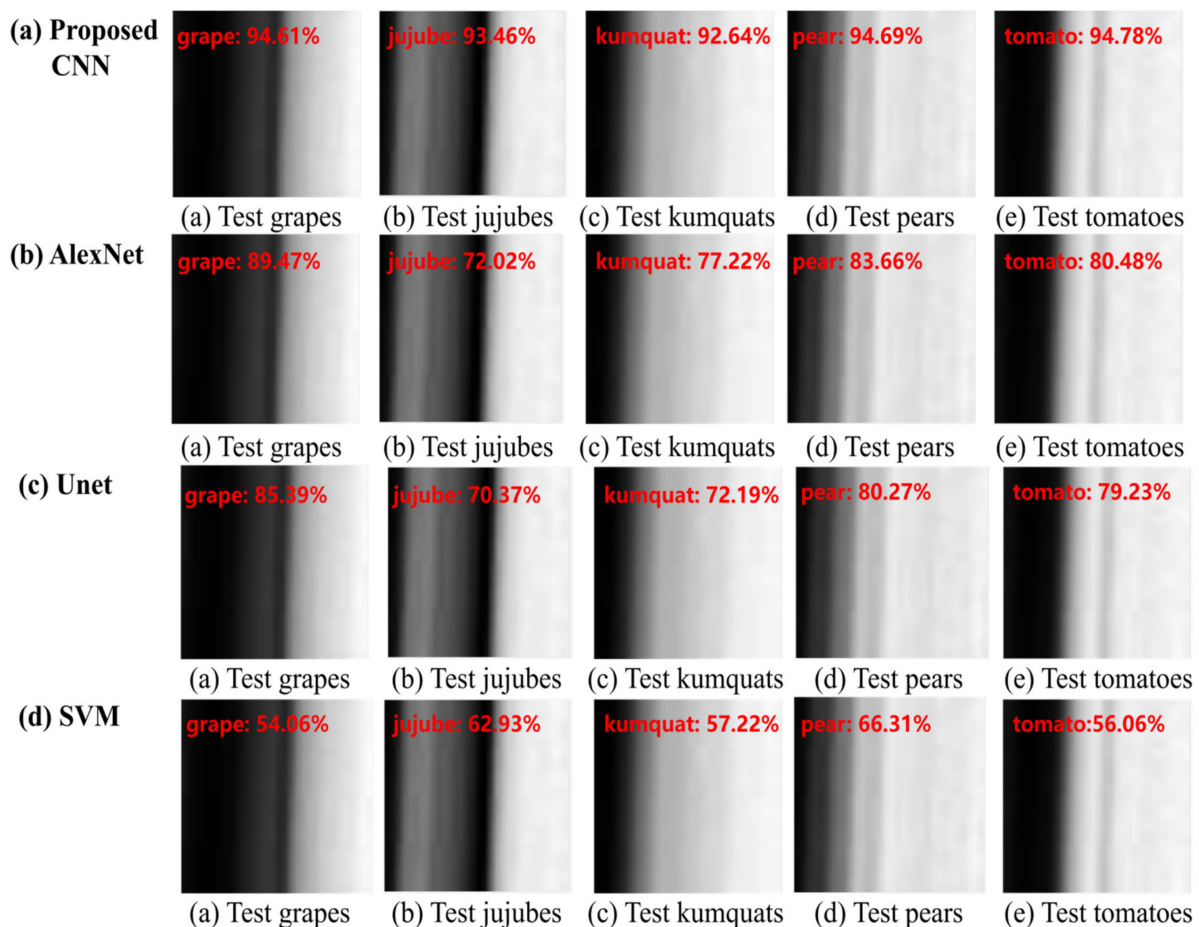 (a) Proposed
CNN
grape: 94.61% jujube: 93.46% kumquat: 92.64% pear: 94.69% tomato: 94.78%
(a) Test grapes (b) Test jujubes (c) Test kumquats (d) Test pears (e) Test tomatoes
(b) AlexNet
grape: 89.47% jujube: 72.02% kumquat: 77.22% pear: 83.66% tomato: 80.48%
(a) Test grapes (b) Test jujubes (c) Test kumquats (d) Test pears (e) Test tomatoes
(c) Unet
grape: 85.39% jujube: 70.37% kumquat: 72.19% pear: 80.27% tomato: 79.23%
(a) Test grapes (b) Test jujubes (c) Test kumquats (d) Test pears (e) Test tomatoes
(d) SVM
grape: 54.06% jujube: 62.93% kumquat: 57.22% pear: 66.31% tomato:56.06%
(a) Test grapes (b) Test jujubes (c) Test kumquats (d) Test pears (e) Test tomatoes